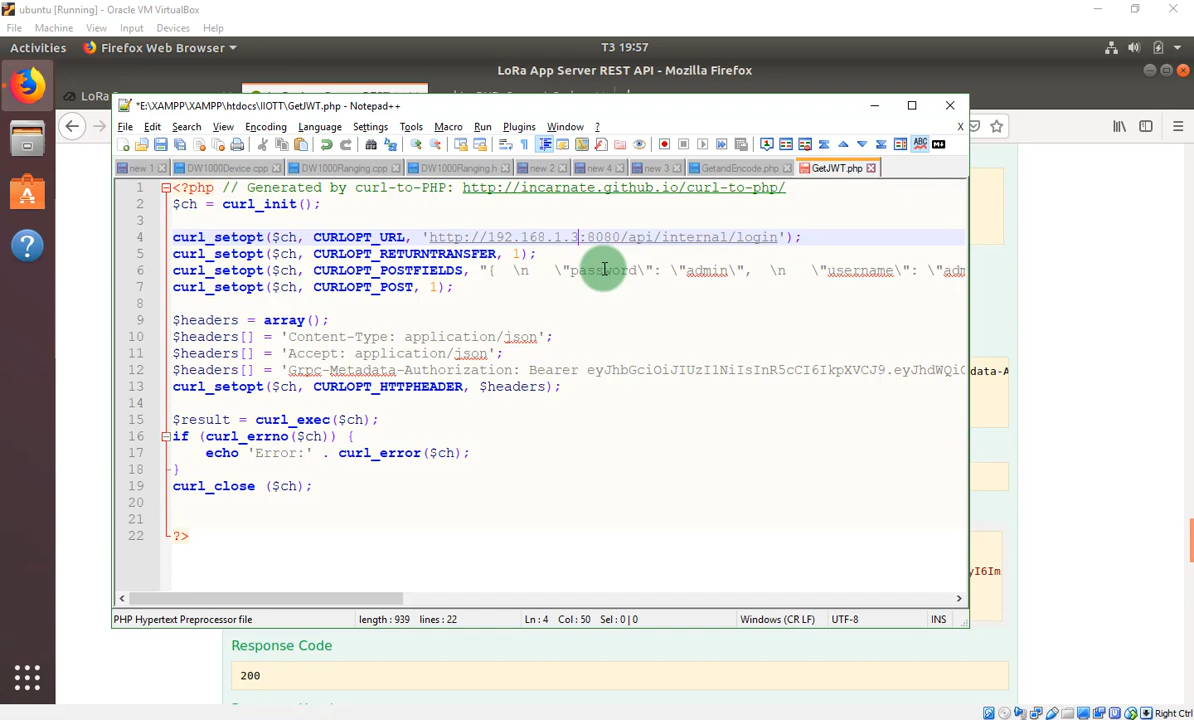 ubuntu [Running] - Oracle VM VirtualBox
File Machine View Input Devices Help
Activities Firefox Web Browser T3 19:57
LoRa App Server REST API - Mozilla Firefox
LoRa
*E:\XAMPP\XAMPP\htdocs\IIOTT\GetJWT.php - Notepad++
File Edit Search View Encoding Language Settings Tools Macro Run Plugins Window ? X
new 1 DW1000Device.cpp DW1000Ranging.cpp DW1000Ranging.h new 2 new 4 new 3 GetandEncode.php GetJWT.php
1 <?php // Generated by curl-to-PHP: http://incarnate.github.io/curl-to-php/
2 $ch = curl_init();
3
4 curl_setopt($ch, CURLOPT_URL, 'http://192.168.1.3:8080/api/internal/login');
5 curl_setopt($ch, CURLOPT_RETURNTRANSFER, 1);
6 curl_setopt($ch, CURLOPT_POSTFIELDS, "{ \n \"password\": \"admin\", \n \"username\": \"adm
7 curl_setopt($ch, CURLOPT_POST, 1);
8
9 $headers = array();
10 $headers[] = 'Content-Type: application/json';
11 $headers[] = 'Accept: application/json';
12 $headers[] = 'Grpc-Metadata-Authorization: Bearer eyJhbGciOiJIUzI1NiIsInR5cCI6IkpXVCJ9.eyJhdWQiO
data-A
13 curl_setopt($ch, CURLOPT_HTTPHEADER, $headers);
14
15 $result = curl_exec($ch);
16 if (curl_errno($ch)) {
17 echo 'Error:' . curl_error($ch);
18 }
19 curl_close ($ch);
20
21
22 ?>
yI6Im
PHP Hypertext Preprocessor file length : 939 lines : 22 Ln : 4 Col : 50 Sel : 0 | 0 Windows (CR LF) UTF-8 INS
Response Code
200
Right Ctrl